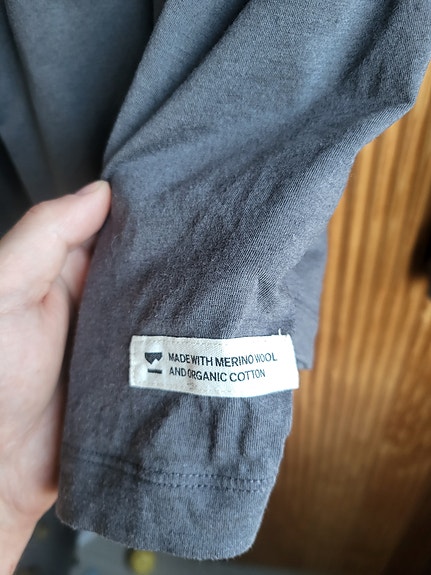 MADE WITH MERINO WOOL
AND ORGANIC COTTON